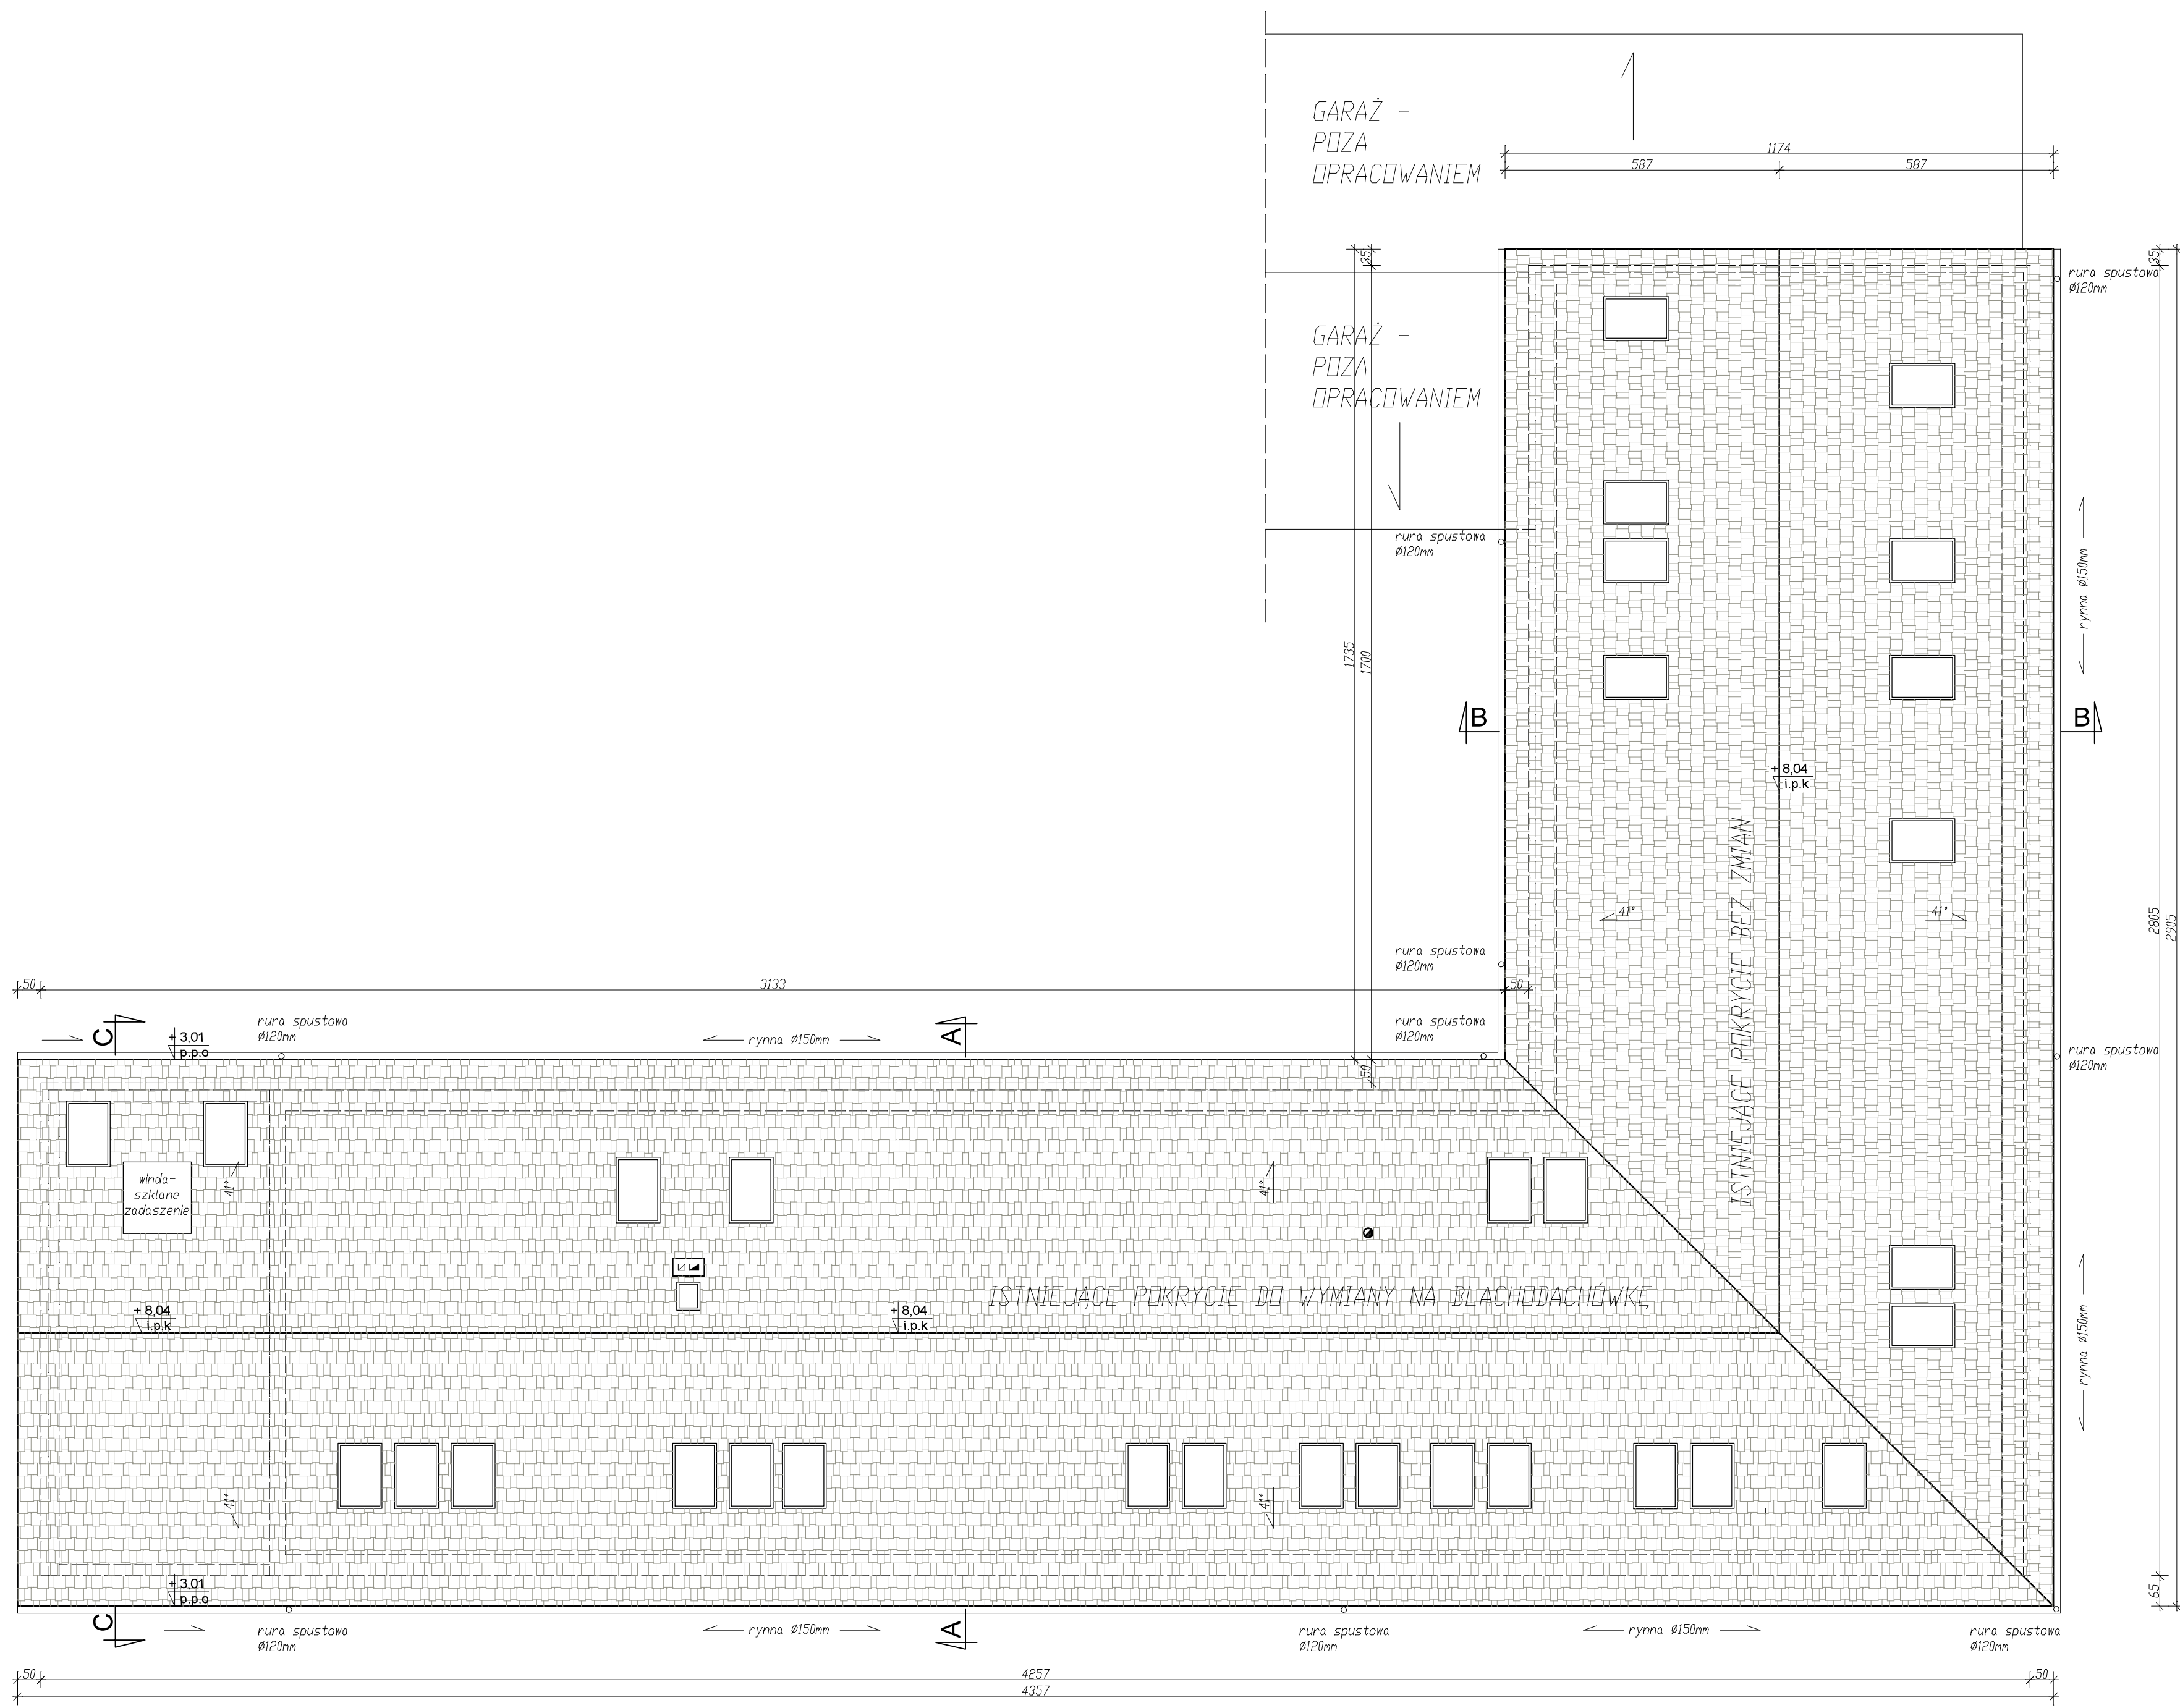 GARAŻ -
POZA
OPRACOWANIEM
1174
587
587
35
35
rura spustowa
Ø120mm
GARAŻ -
POZA
OPRACOWANIEM
rura spustowa
Ø120mm
rynna Ø150mm
1735
1700
B
B
+ 8,04
i.p.k
ISTNIEJĄCE POKRYCIE BEZ ZMIAN
41°
41°
2805
2905
rura spustowa
Ø120mm
50
3133
50
C
+ 3,01
p.p.o
rura spustowa
Ø120mm
rynna Ø150mm
A
rura spustowa
Ø120mm
50
rura spustowa
Ø120mm
winda-
szklane
zadaszenie
41°
41°
ISTNIEJĄCE POKRYCIE DO WYMIANY NA BLACHODACHÓWKĘ
+ 8,04
i.p.k
+ 8,04
i.p.k
rynna Ø150mm
41°
41°
+ 3,01
p.p.o
65
C
rura spustowa
Ø120mm
rynna Ø150mm
A
rura spustowa
Ø120mm
rynna Ø150mm
rura spustowa
Ø120mm
50
4257
50
4357